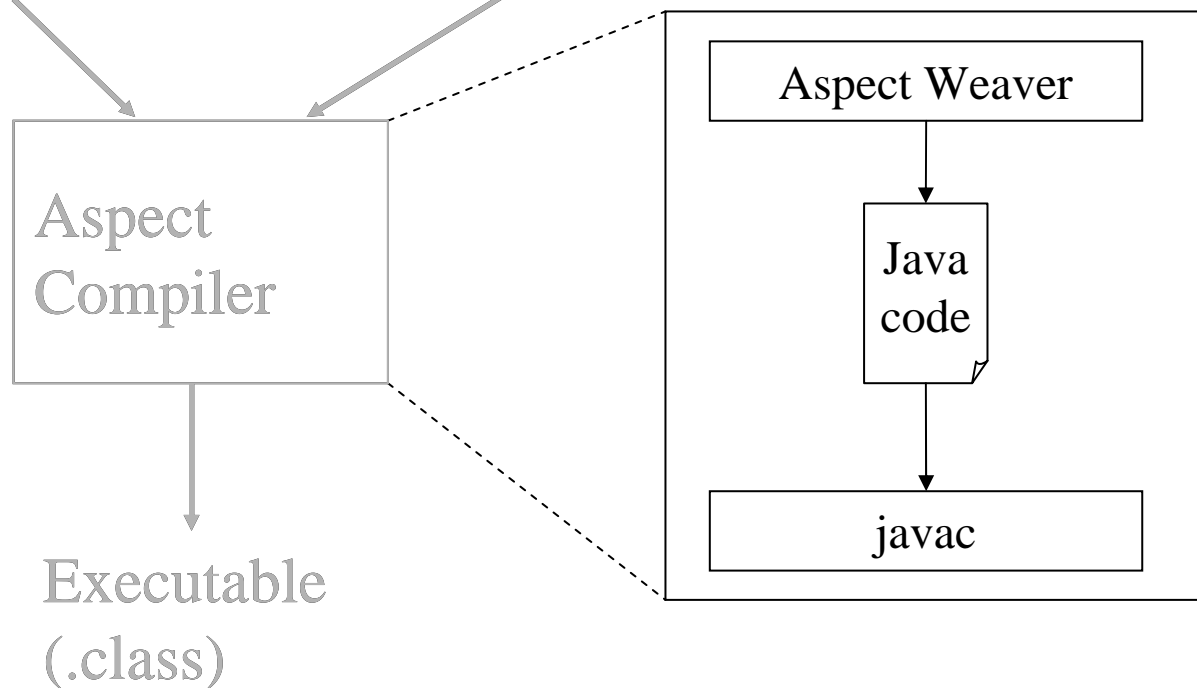 Aspect
Compiler
Executable
(.class)
Aspect Weaver
Java
code
javac